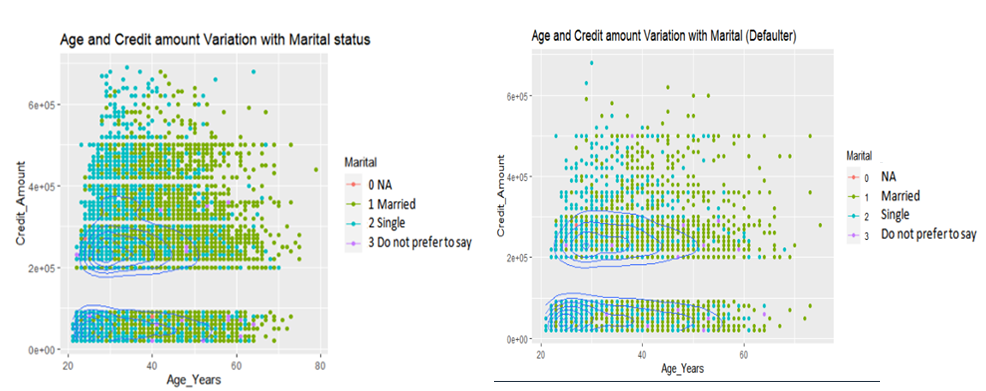 Age and Credit amount Variation with Marital status
Credit_Amount
6e+05
4e+05
2e+05
0e+00
20 40 60 80
Age_Years
Marital
0 NA
1 Married
2 Single
3 Do not prefer to say
Age and Credit amount Variation with Marital (Defaulter)
Credit_Amount
6e+05
4e+05
2e+05
0e+00
20 40 60
Age_Years
Marital
0 NA
1 Married
2 Single
3 Do not prefer to say